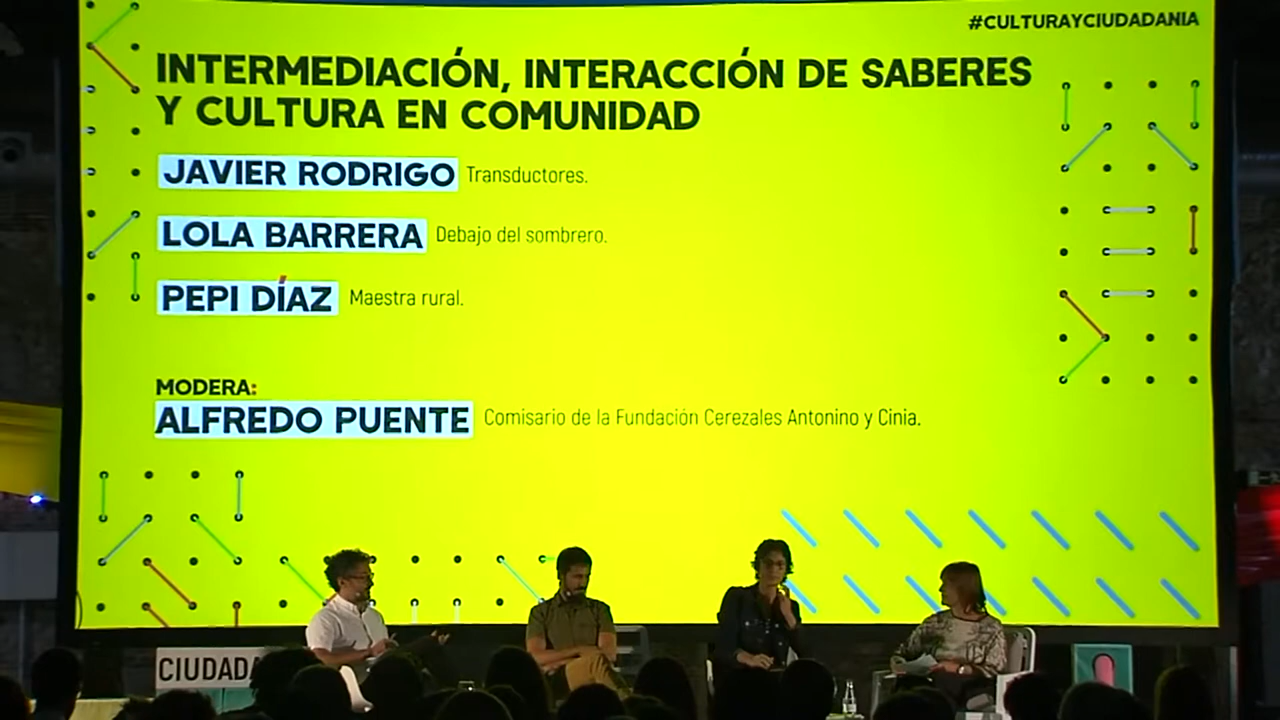 #CULTURAYCIUDADANIA
INTERMEDIACIÓN, INTERACCIÓN DE SABERES
Y CULTURA EN COMUNIDAD
JAVIER RODRIGO Transductores.
LOLA BARRERA Debajo del sombrero.
PEPI DÍAZ Maestra rural.
MODERA:
ALFREDO PUENTE Comisario de la Fundación Cerezales Antonino y Cinia.
CIUDADA